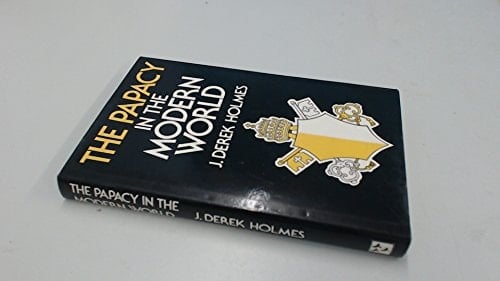 THE PAPACY
IN THE
MODERN
WORLD
J. DEREK HOLMES
THE PAPACY IN THE
MODERN WORLD
J. DEREK HOLMES